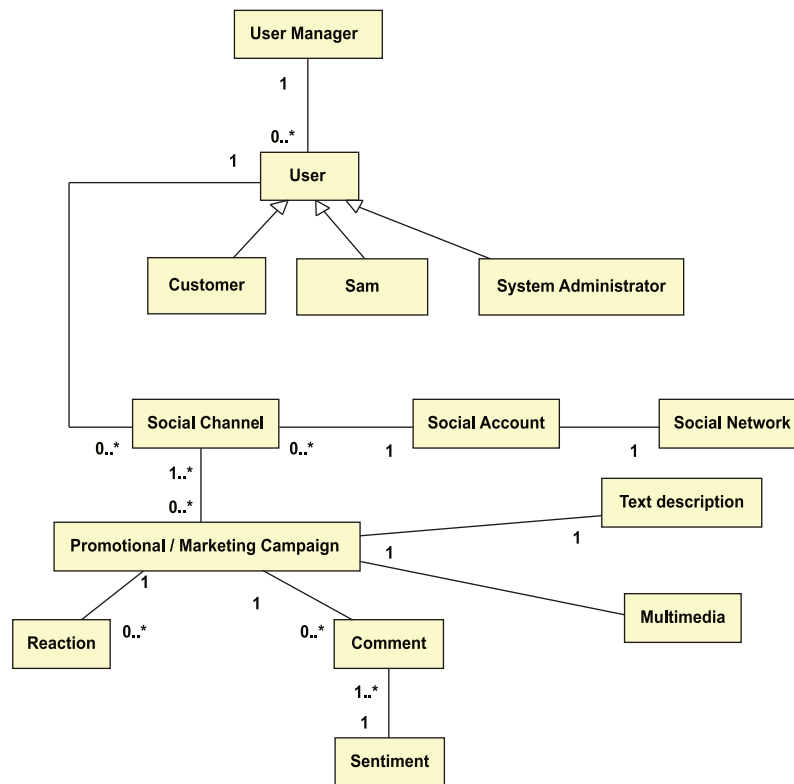 User Manager
1
0..*
1
User
Customer
Sam
System Administrator
Social Channel
Social Account
Social Network
0..*
0..*
1
1
1..*
0..*
Text description
Promotional / Marketing Campaign
1
1
1
1
Multimedia
Reaction
0..*
0..*
Comment
1..*
1
Sentiment